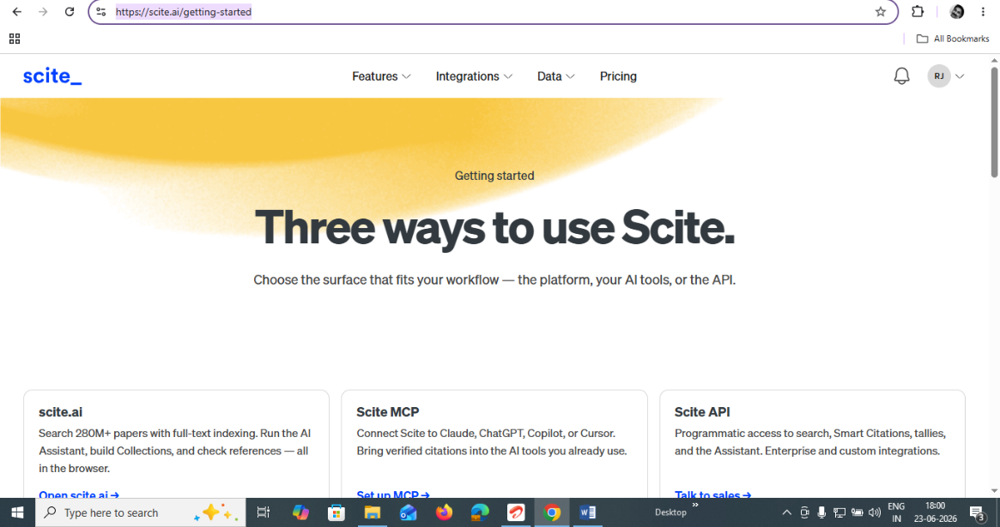 https://scite.ai/getting-started
All Bookmarks
scite_
Features
Integrations
Data
Pricing
RJ
Getting started
Three ways to use Scite.
Choose the surface that fits your workflow — the platform, your AI tools, or the API.
scite.ai
Search 280M+ papers with full-text indexing. Run the AI
Assistant, build Collections, and check references — all
in the browser.
Open scite.ai →
Scite MCP
Connect Scite to Claude, ChatGPT, Copilot, or Cursor.
Bring verified citations into the AI tools you already use.
Set up MCP →
Scite API
Programmatic access to search, Smart Citations, tallies,
and the Assistant. Enterprise and custom integrations.
Talk to sales →
Type here to search
Desktop
ENG
IN
18:00
23-06-2026
3